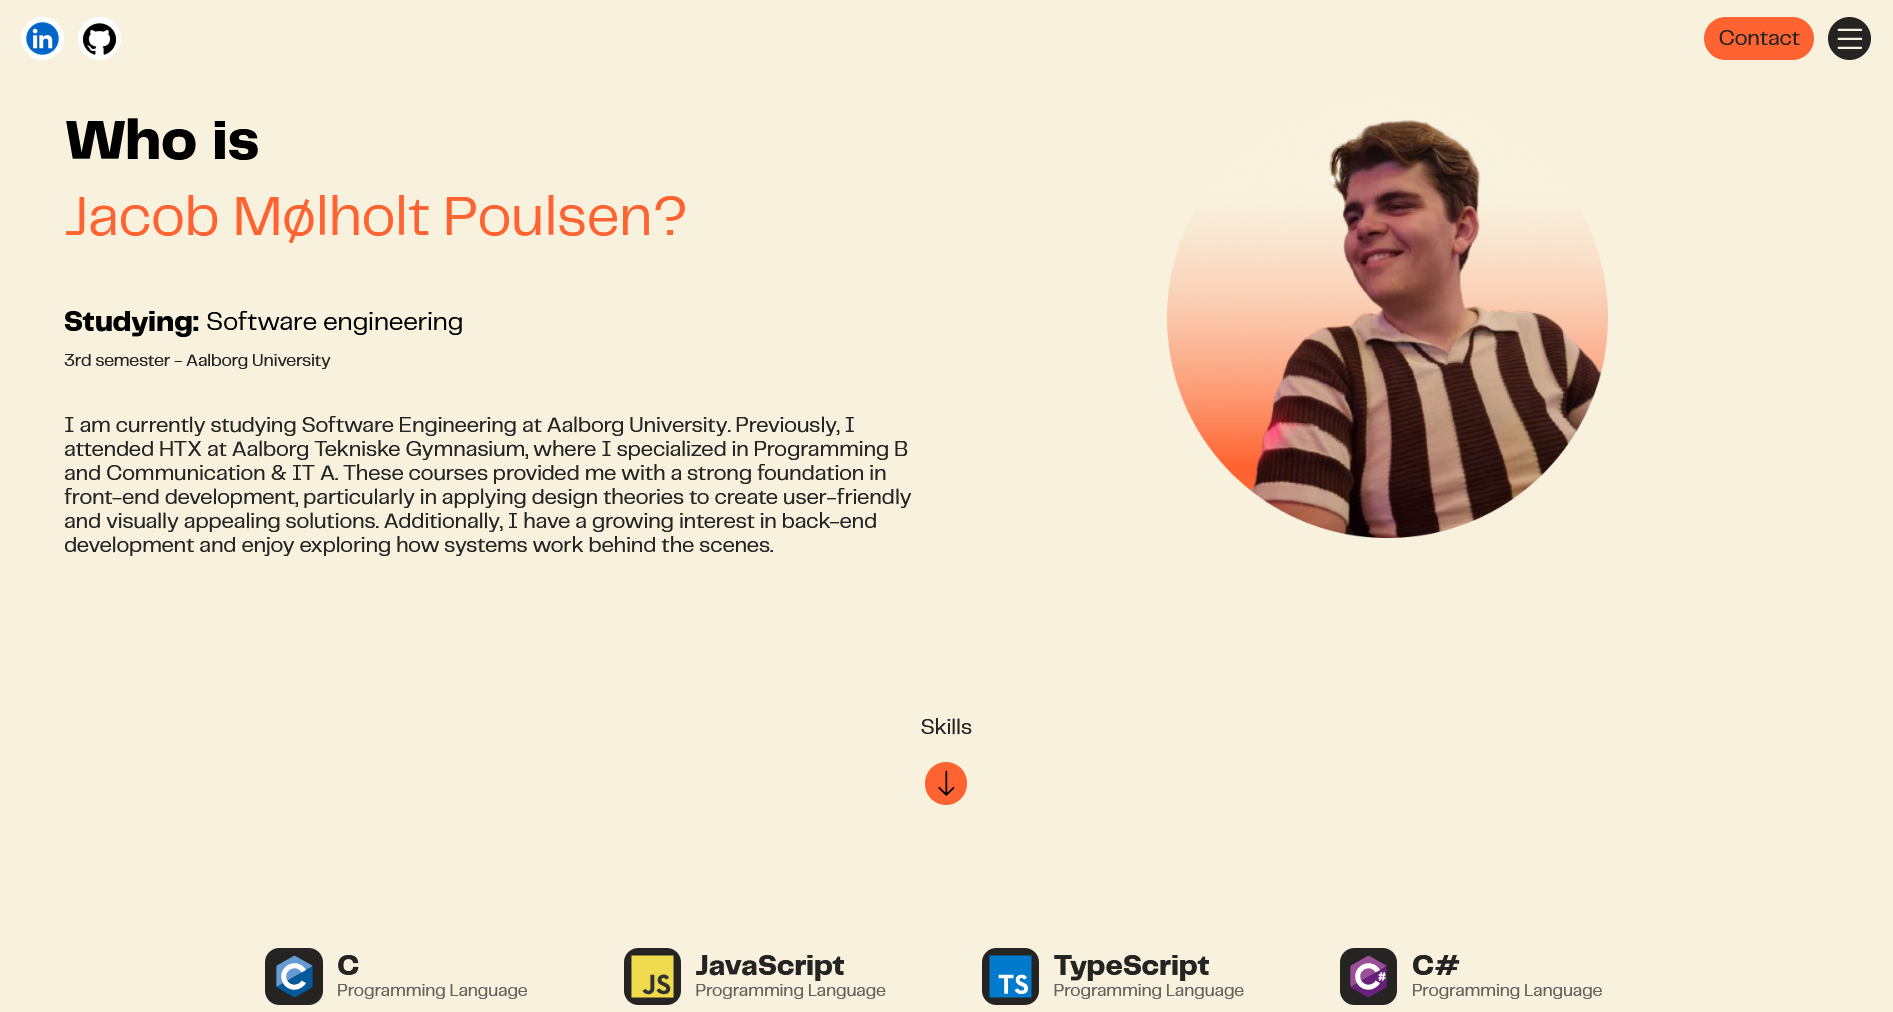 in
Contact
Who is
Jacob Mølholt Poulsen?
Studying: Software engineering
3rd semester - Aalborg University
I am currently studying Software Engineering at Aalborg University. Previously, I
attended HTX at Aalborg Tekniske Gymnasium, where I specialized in Programming B
and Communication & IT A. These courses provided me with a strong foundation in
front-end development, particularly in applying design theories to create user-friendly
and visually appealing solutions. Additionally, I have a growing interest in back-end
development and enjoy exploring how systems work behind the scenes.
Skills
C
C
Programming Language
JS
JavaScript
Programming Language
TS
TypeScript
Programming Language
C#
C#
Programming Language